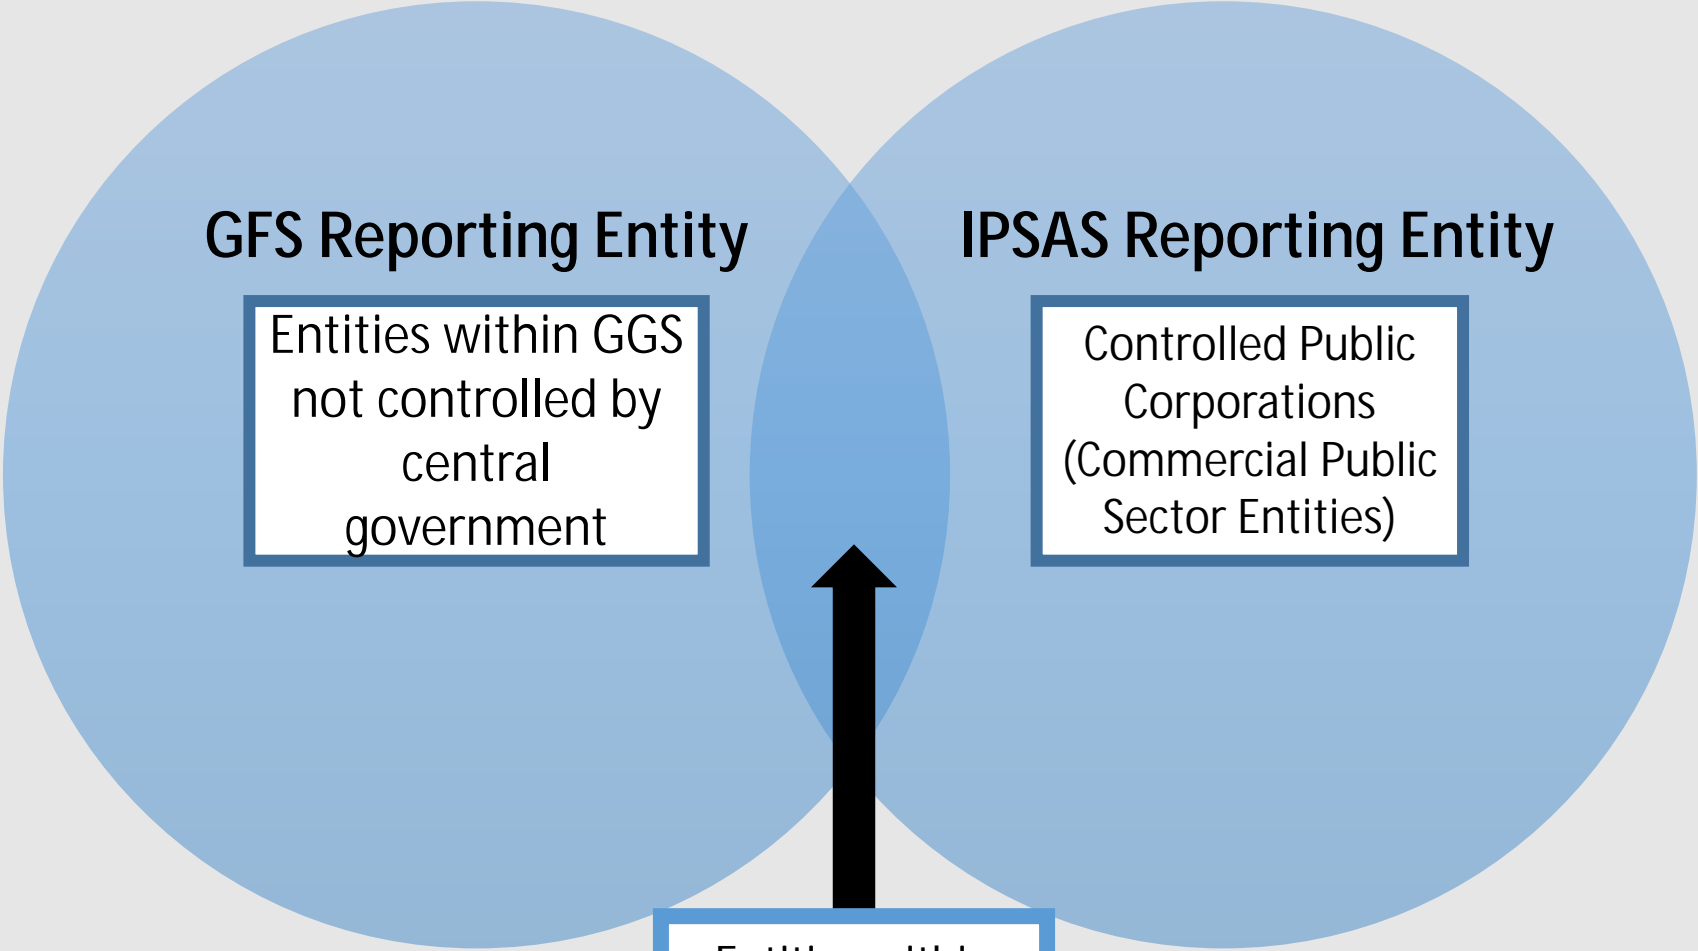 GFS Reporting Entity
Entities within GGS
not controlled by
central
government
IPSAS Reporting Entity
Controlled Public
Corporations
(Commercial Public
Sector Entities)